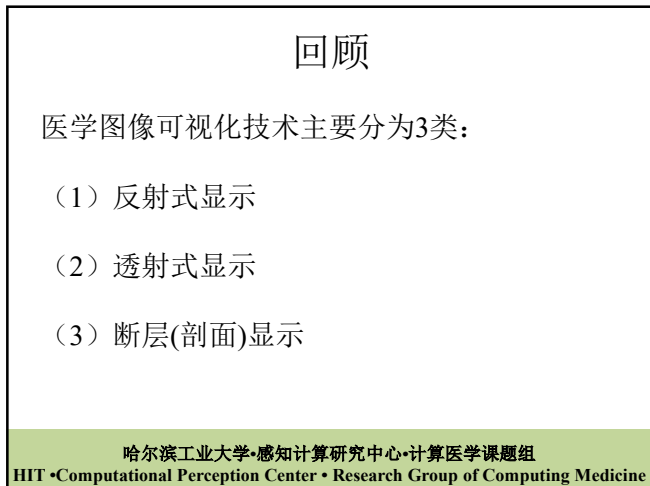 回顾
医学图像可视化技术主要分为3类：
（1）反射式显示
（2）透射式显示
（3）断层(剖面)显示
哈尔滨工业大学•感知计算研究中心•计算医学课题组
HIT •Computational Perception Center • Research Group of Computing Medicine